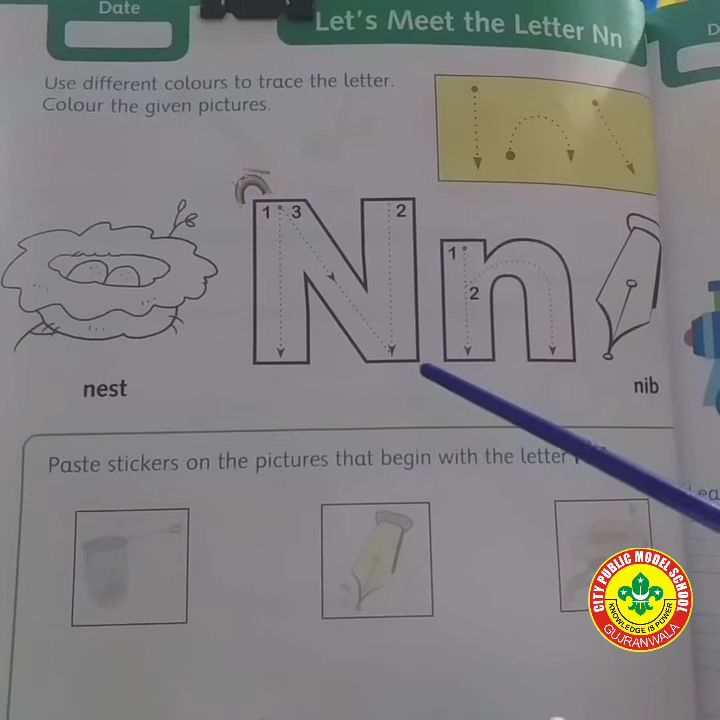 Date
Let's Meet the Letter Nn
D
Use different colours to trace the letter.
Colour the given pictures.
1 3 2
N n
1
2
nest
nib
Paste stickers on the pictures that begin with the letter
CITY PUBLIC MODEL SCHOOL
KNOWLEDGE IS POWER
GUJRANWALA